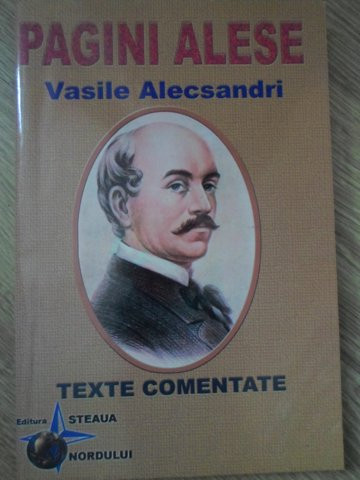 PAGINI ALESE
Vasile Alecsandri
TEXTE COMENTATE
Editura STEAUA
NORDULUI